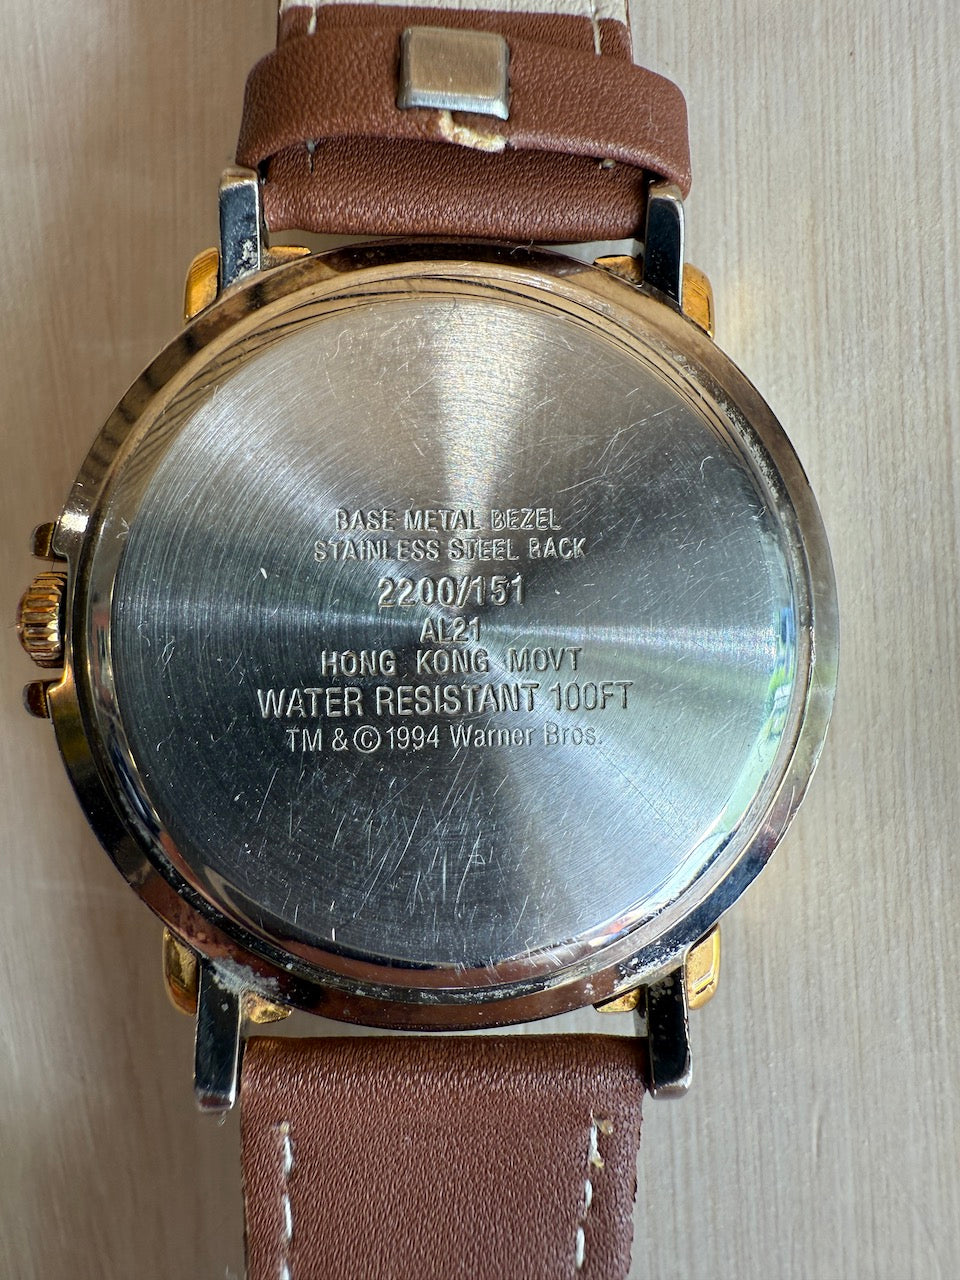 BASE METAL BEZEL
STAINLESS STEEL BACK
2200/151
AL21
HONG KONG MOVT
WATER RESISTANT 100FT
TM & © 1994 Warner Bros.